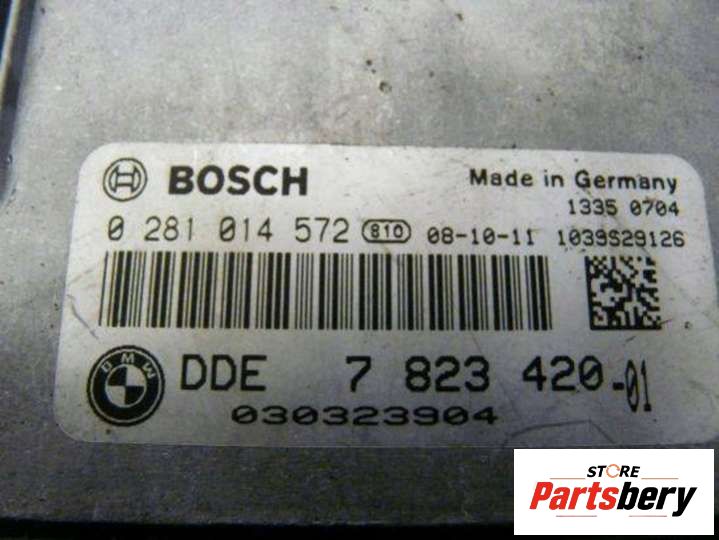 BOSCH
Made in Germany
1335 0704
0 281 014 572 810 08-10-11 1039S29126
BMW
DDE 7 823 420-01
030323904
STORE
Partsbery